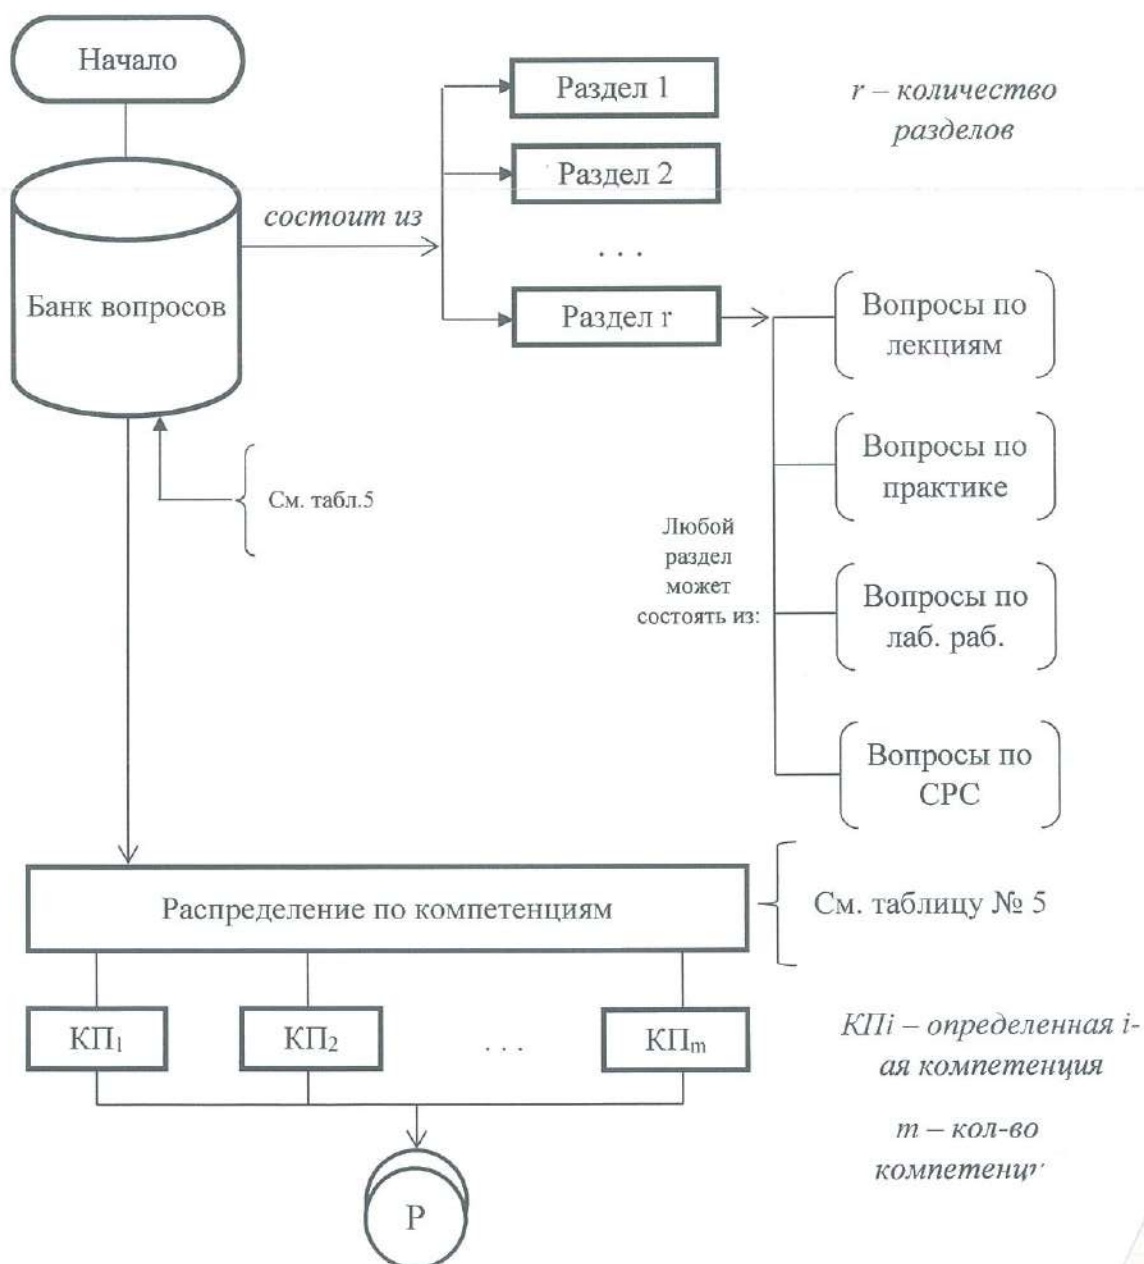 Начало
Раздел 1
r – количество
разделов
Раздел 2
состоит из
. . .
Банк вопросов
Раздел r
Вопросы по
лекциям
Вопросы по
практике
См. табл.5
Любой
раздел
может
состоять из:
Вопросы по
лаб. раб.
Вопросы по
СРС
Распределение по компетенциям
См. таблицу № 5
КП₁
КП₂
. . .
КПₘ
КПi – определенная i-
ая компетенция
m – кол-во
P